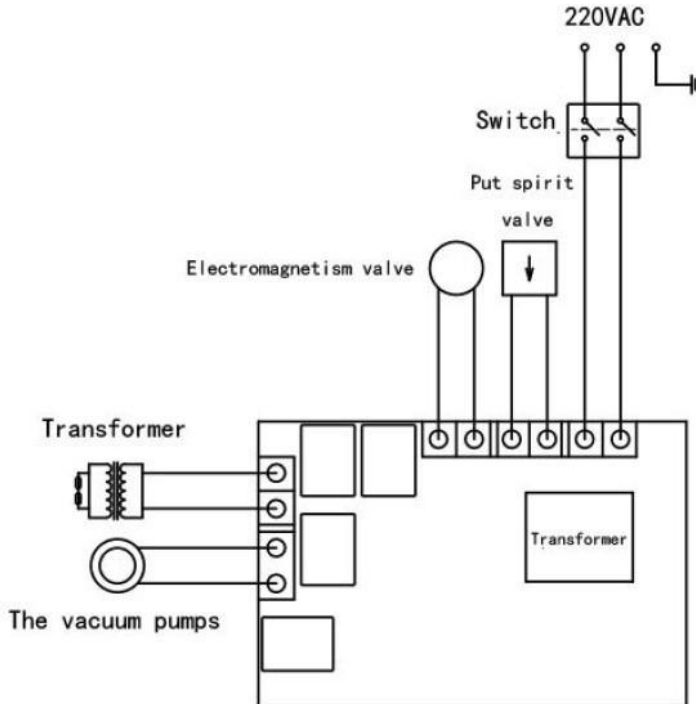 220VAC
Switch
Put spirit
valve
Electromagnetism valve
Transformer
Transformer
The vacuum pumps